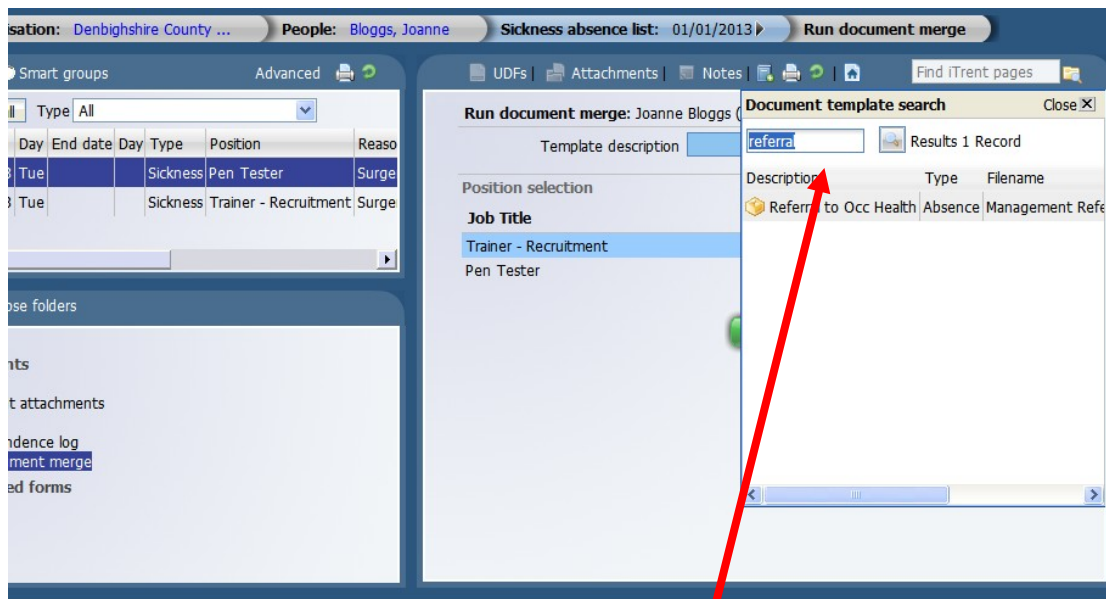 isation: Denbighshire County ... People: Bloggs, Joanne Sickness absence list: 01/01/2013 Run document merge
Smart groups Advanced
UDFs | Attachments | Notes | | Find iTrent pages
Type All
Day End date Day Type Position Reaso
Tue Sickness Pen Tester Surge
Tue Sickness Trainer - Recruitment Surge
ose folders
nts
t attachments
ndence log
ment merge
ed forms
Run document merge: Joanne Bloggs (
Template description
Position selection
Job Title
Trainer - Recruitment
Pen Tester
Document template search Close
referral Results 1 Record
Description Type Filename
Referral to Occ Health Absence Management Refe